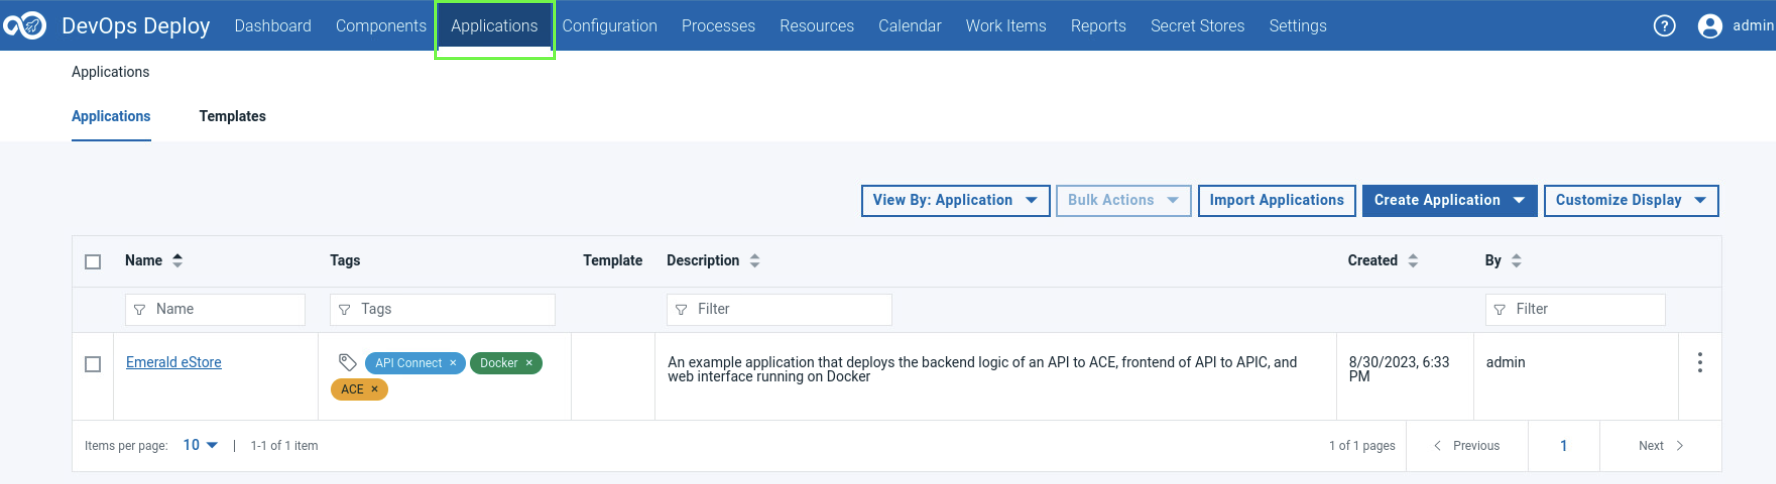 DevOps Deploy Dashboard Components Applications Configuration Processes Resources Calendar Work Items Reports Secret Stores Settings ? admin
Applications
Applications Templates
View By: Application Bulk Actions Import Applications Create Application Customize Display
Name Tags Template Description Created By
Name Tags Filter Filter
Emerald eStore API Connect × Docker × An example application that deploys the backend logic of an API to ACE, frontend of API to APIC, and 8/30/2023, 6:33 admin
ACE × web interface running on Docker PM
Items per page: 10 | 1-1 of 1 item 1 of 1 pages Previous 1 Next